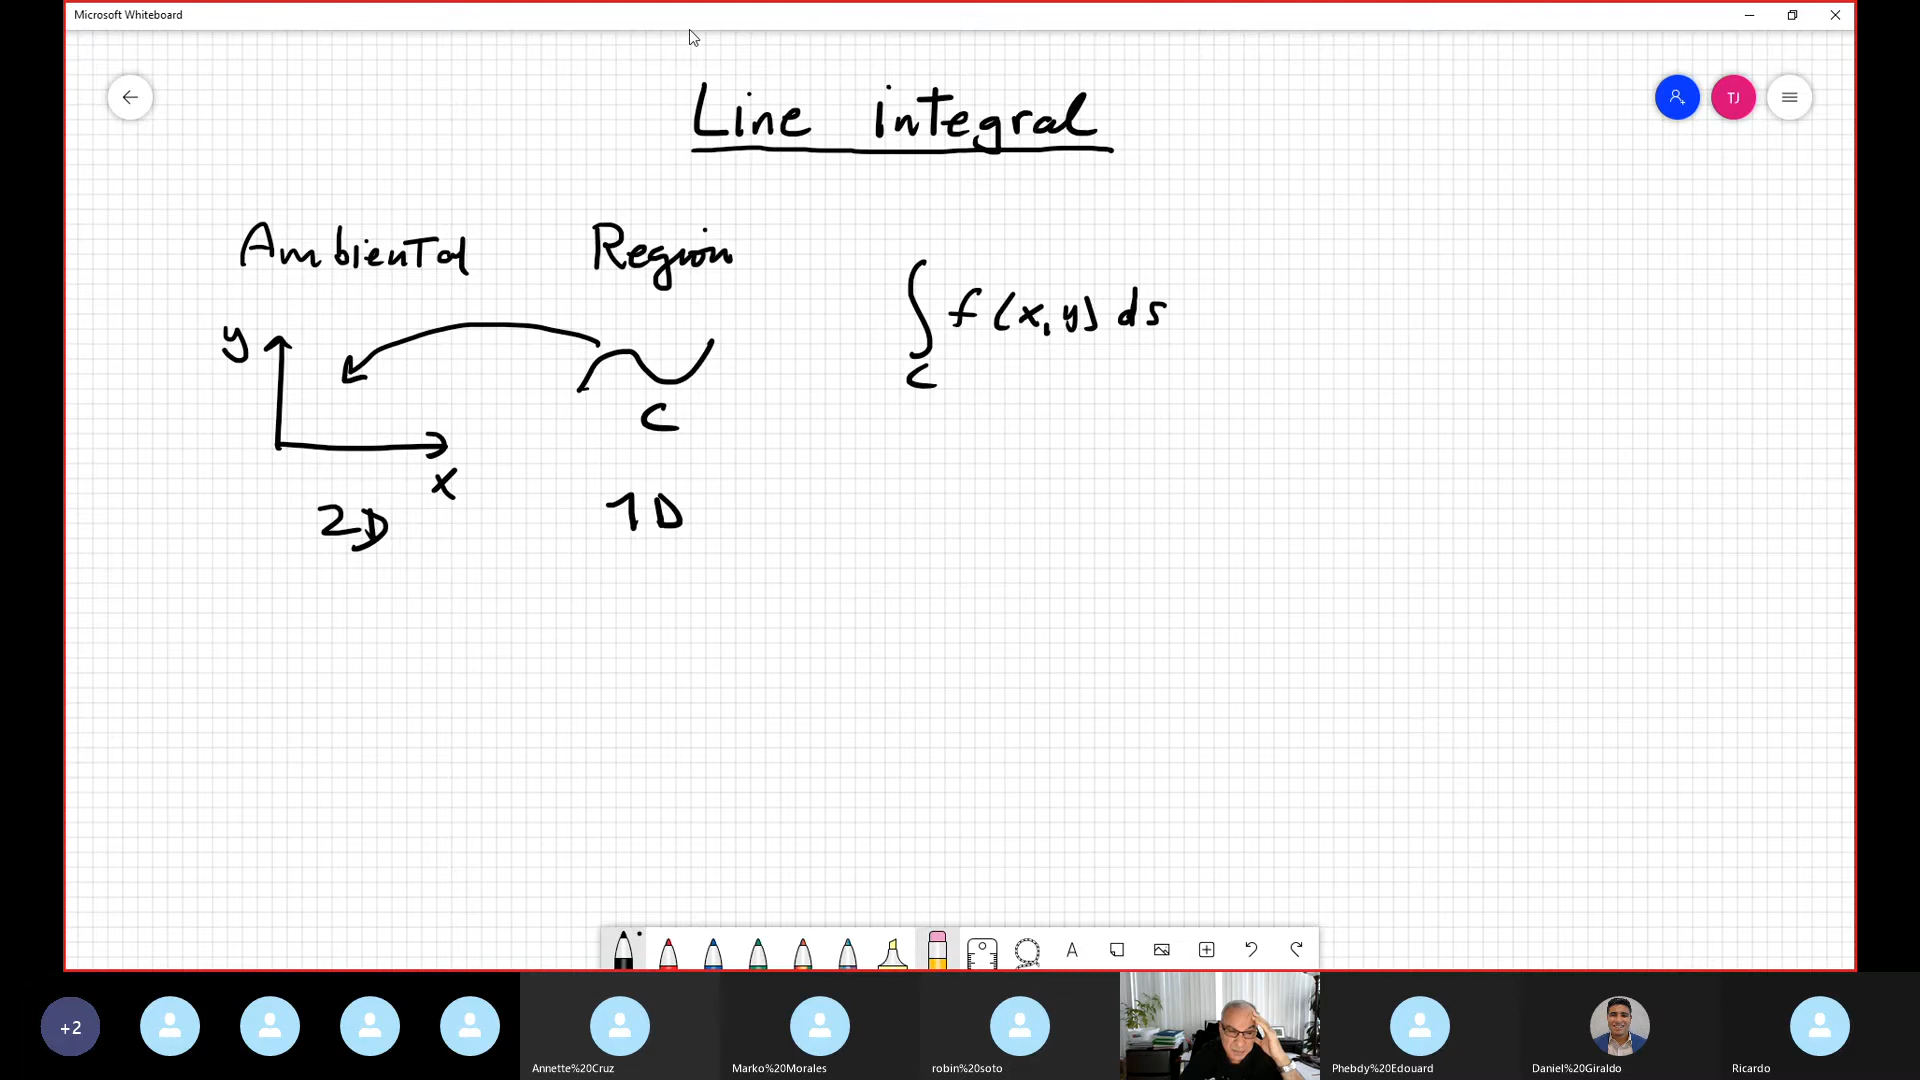 Microsoft Whiteboard
Line integral
TJ
Ambiental Region
∫ f(x,y) ds
C
y
C
x
2D 1D
A
+2
Annette%20Cruz
Marko%20Morales
robin%20soto
Phebdy%20Edouard
Daniel%20Giraldo
Ricardo